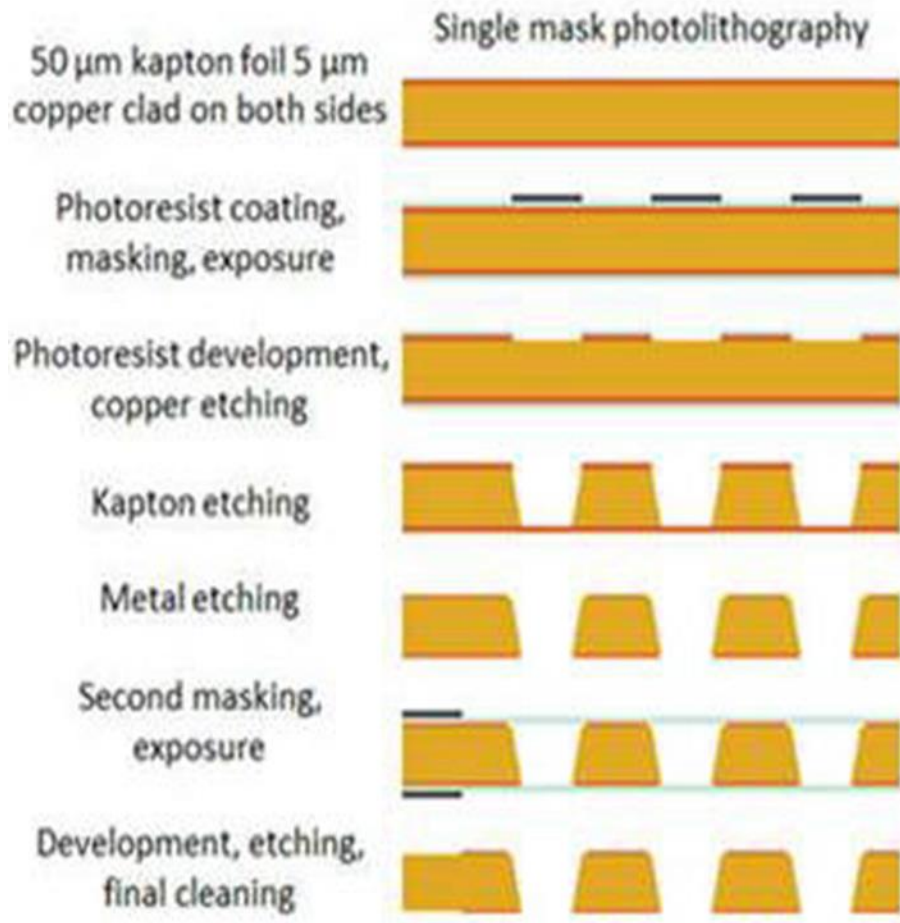 Single mask photolithography
50 μm kapton foil 5 μm
copper clad on both sides
Photoresist coating,
masking, exposure
Photoresist development,
copper etching
Kapton etching
Metal etching
Second masking,
exposure
Development, etching,
final cleaning